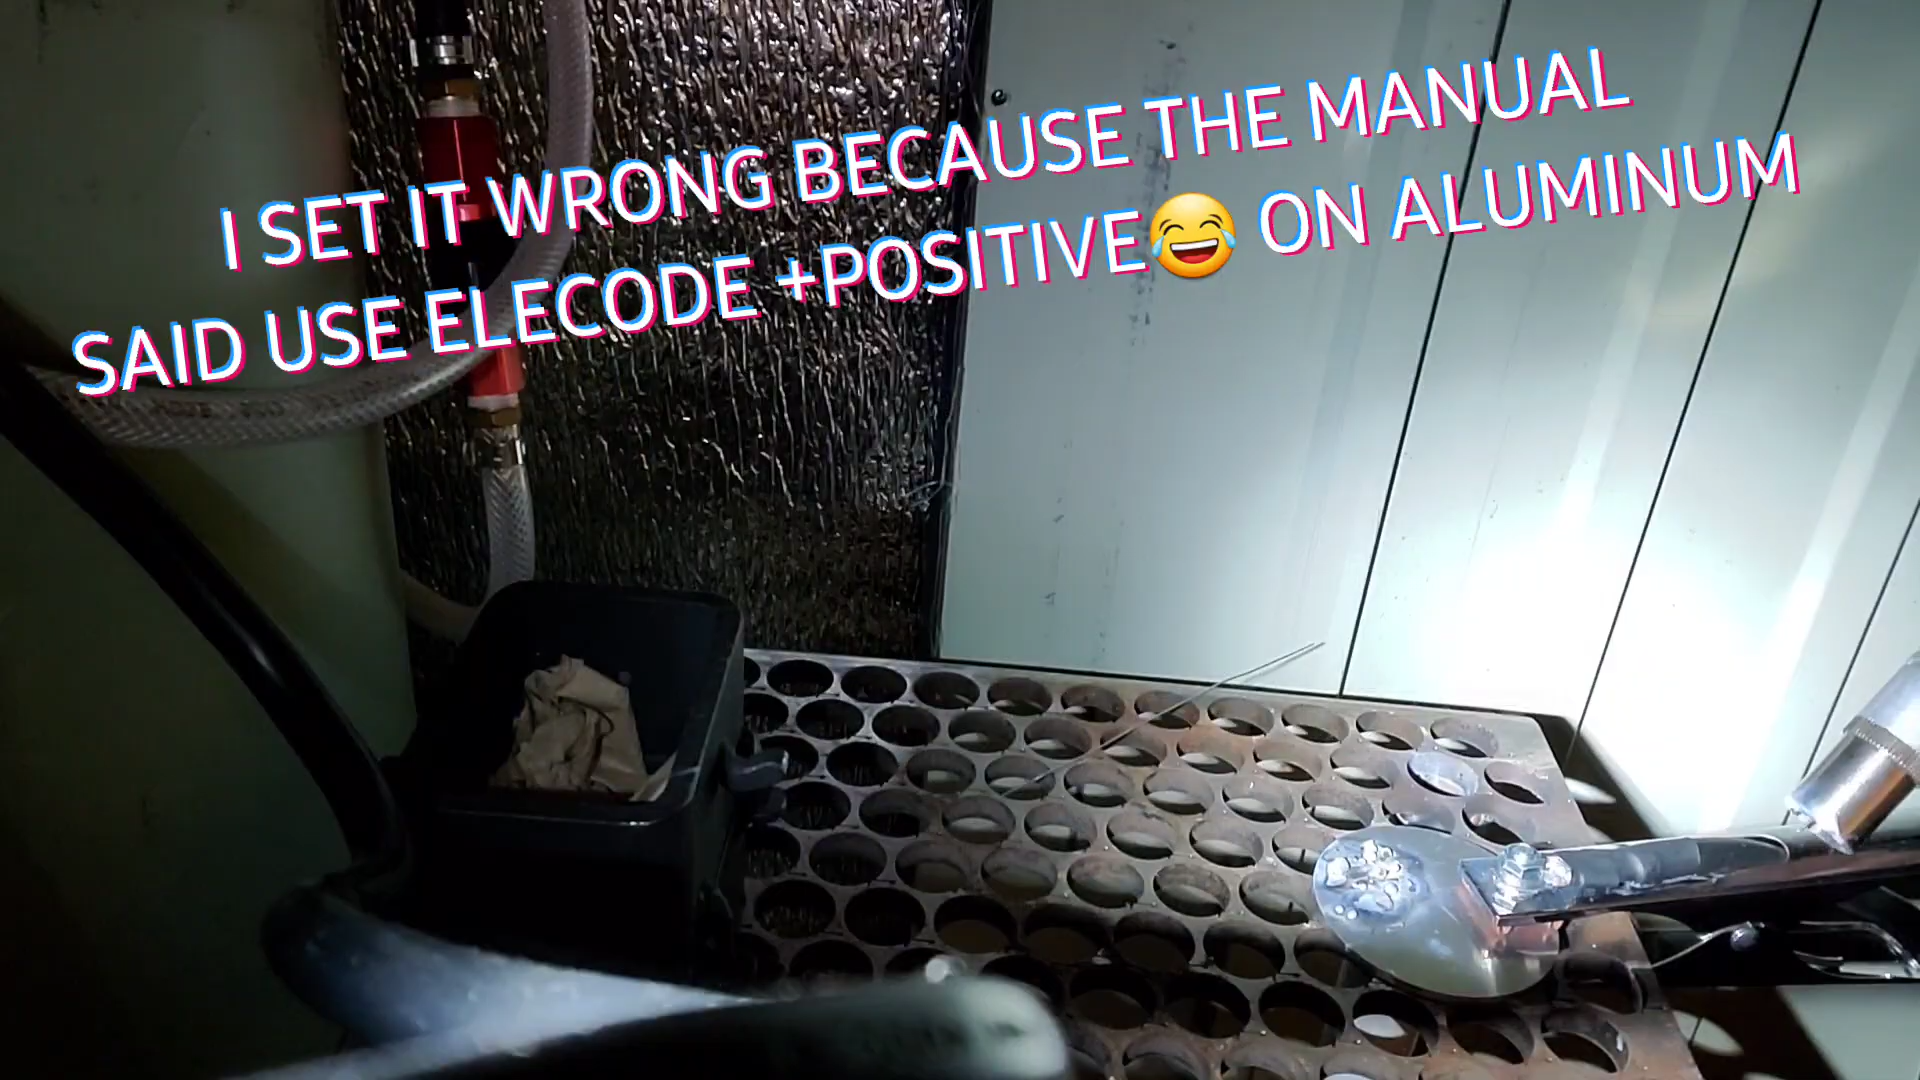 I SET IT WRONG BECAUSE THE MANUAL
SAID USE ELECODE +POSITIVE😂 ON ALUMINUM